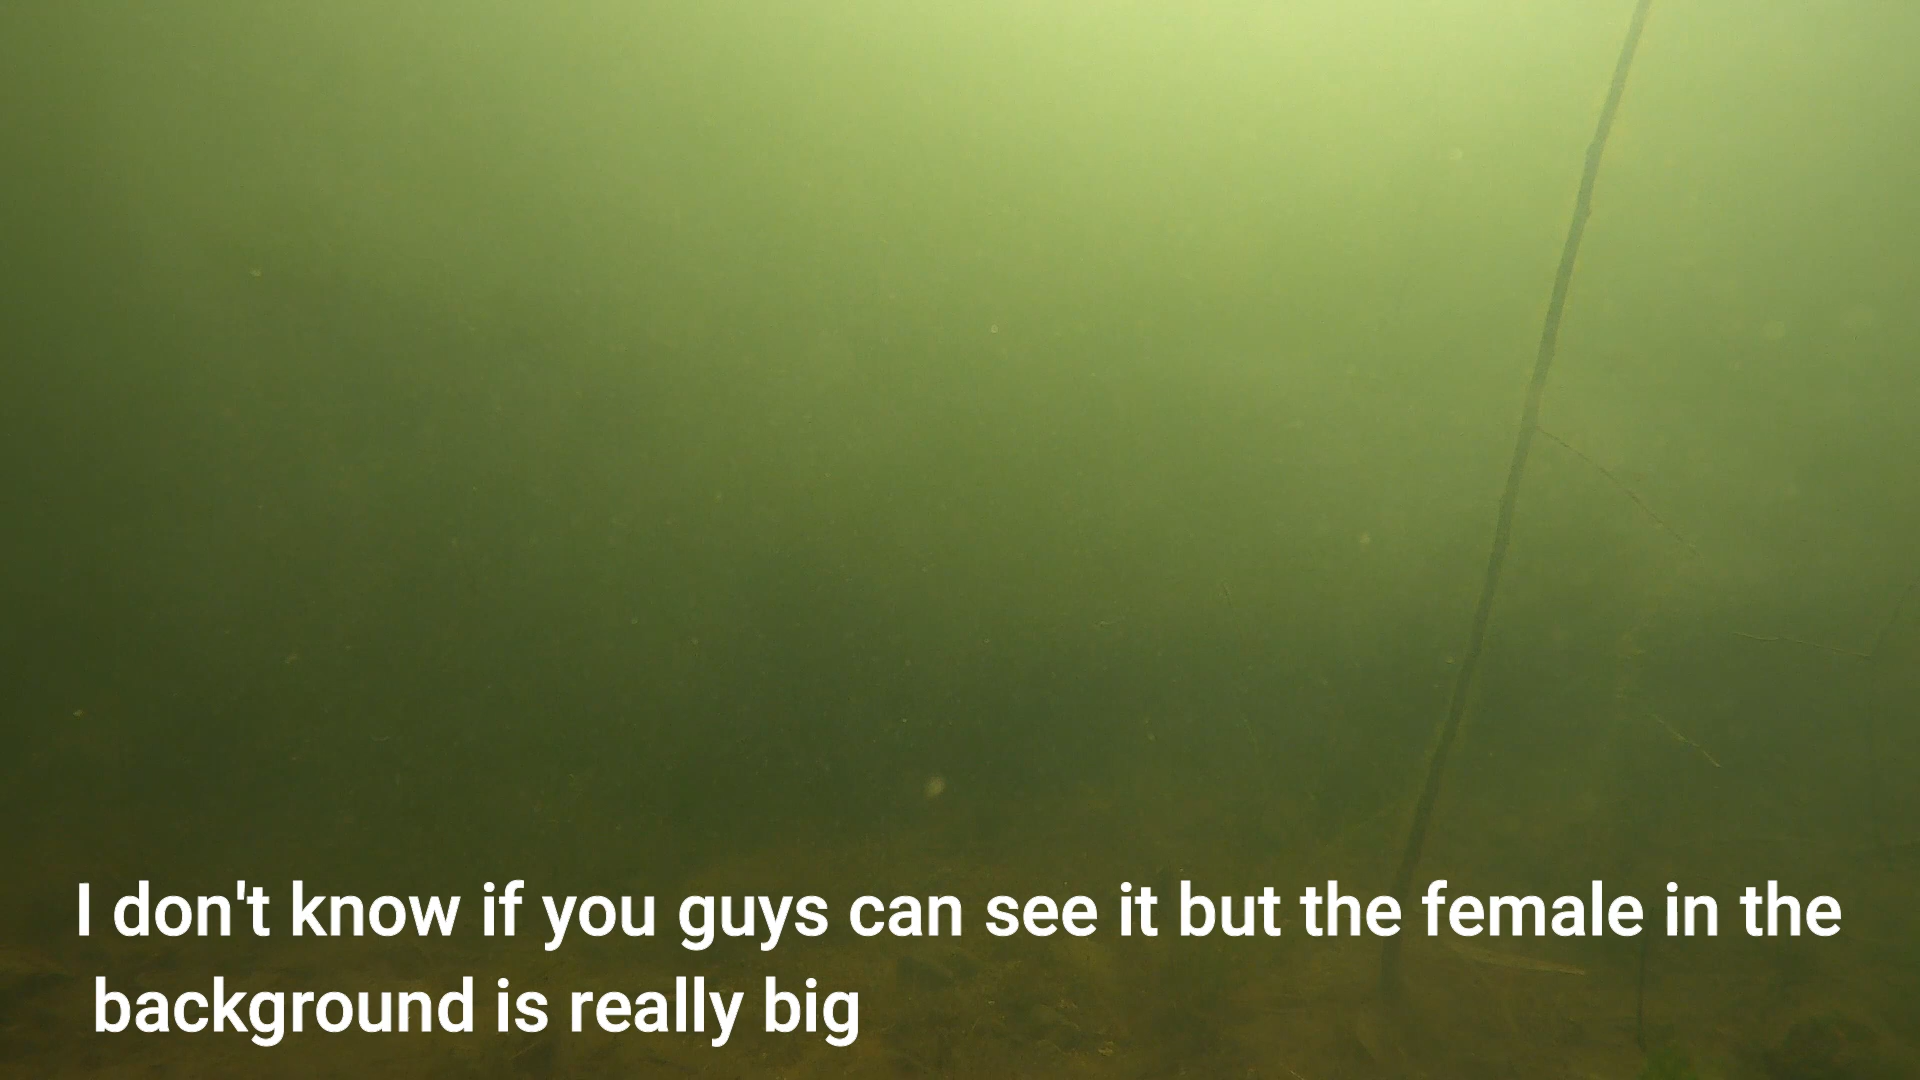 I don't know if you guys can see it but the female in the
background is really big